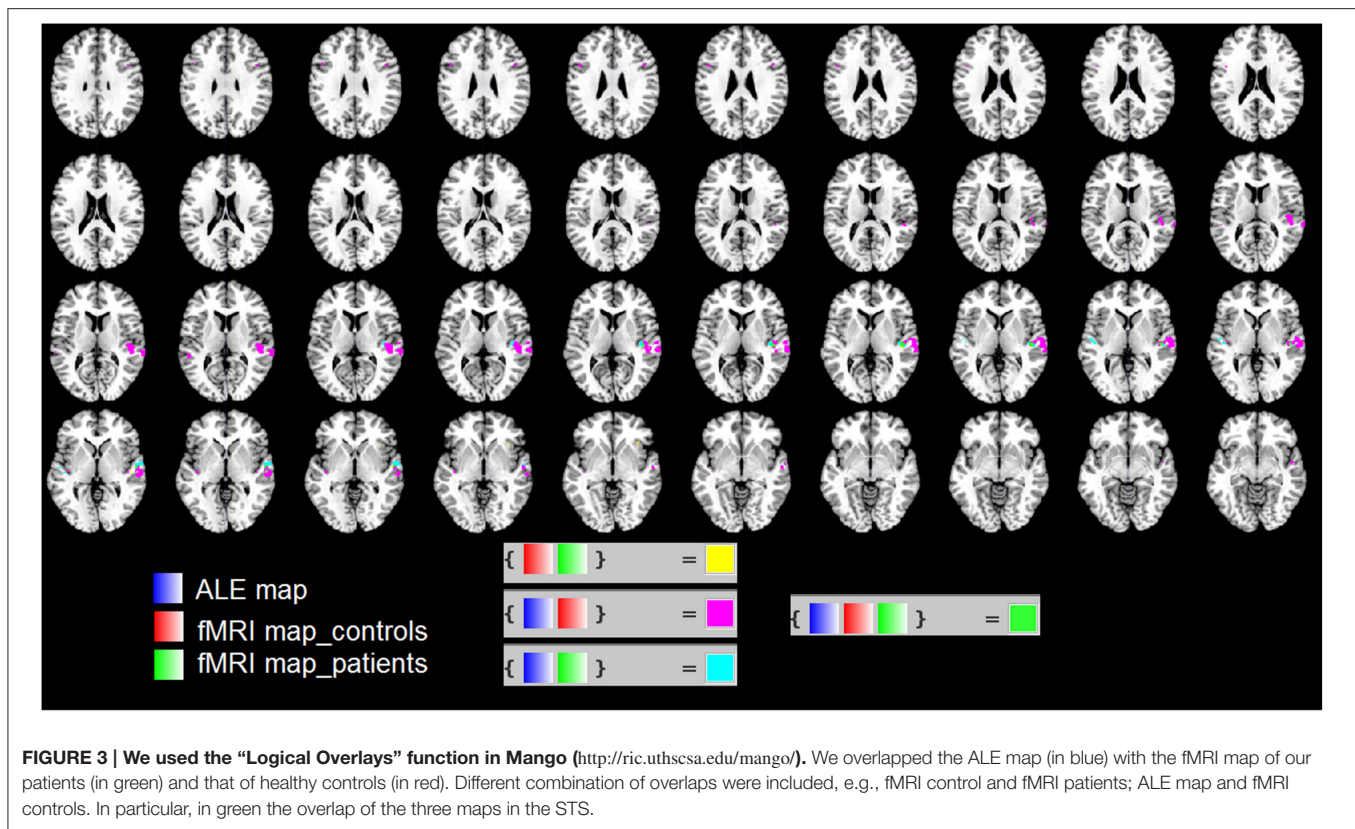 ALE map
fMRI map_controls
fMRI map_patients
{ } =
{ } =
{ } =
{ } =
FIGURE 3 | We used the “Logical Overlays” function in Mango (http://ric.uthscsa.edu/mango/). We overlapped the ALE map (in blue) with the fMRI map of our
patients (in green) and that of healthy controls (in red). Different combination of overlaps were included, e.g., fMRI control and fMRI patients; ALE map and fMRI
controls. In particular, in green the overlap of the three maps in the STS.